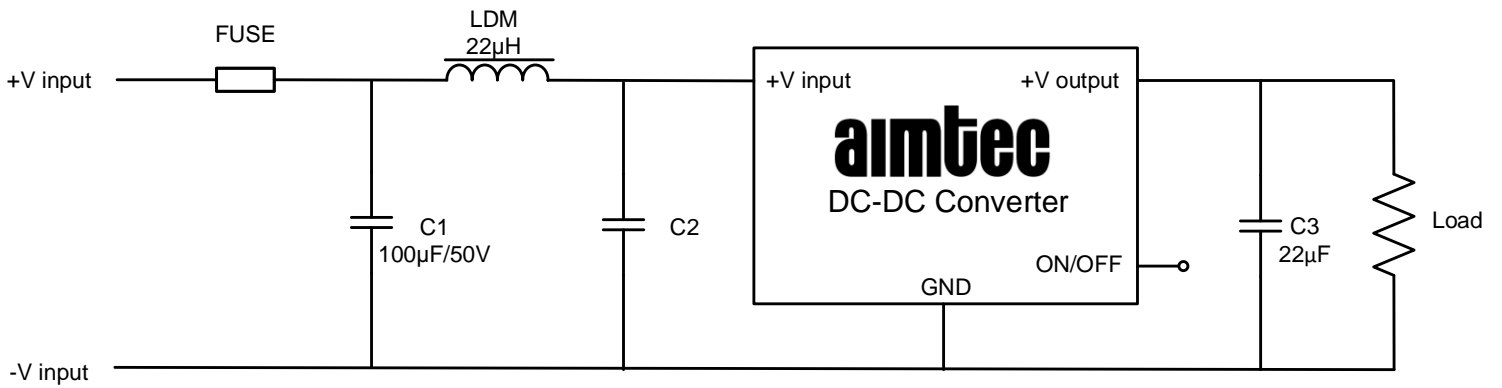 FUSE
LDM
22µH
+V input
+V input
+V output
aimtec
DC-DC Converter
C1
100µF/50V
C2
C3
22µF
Load
ON/OFF
GND
-V input